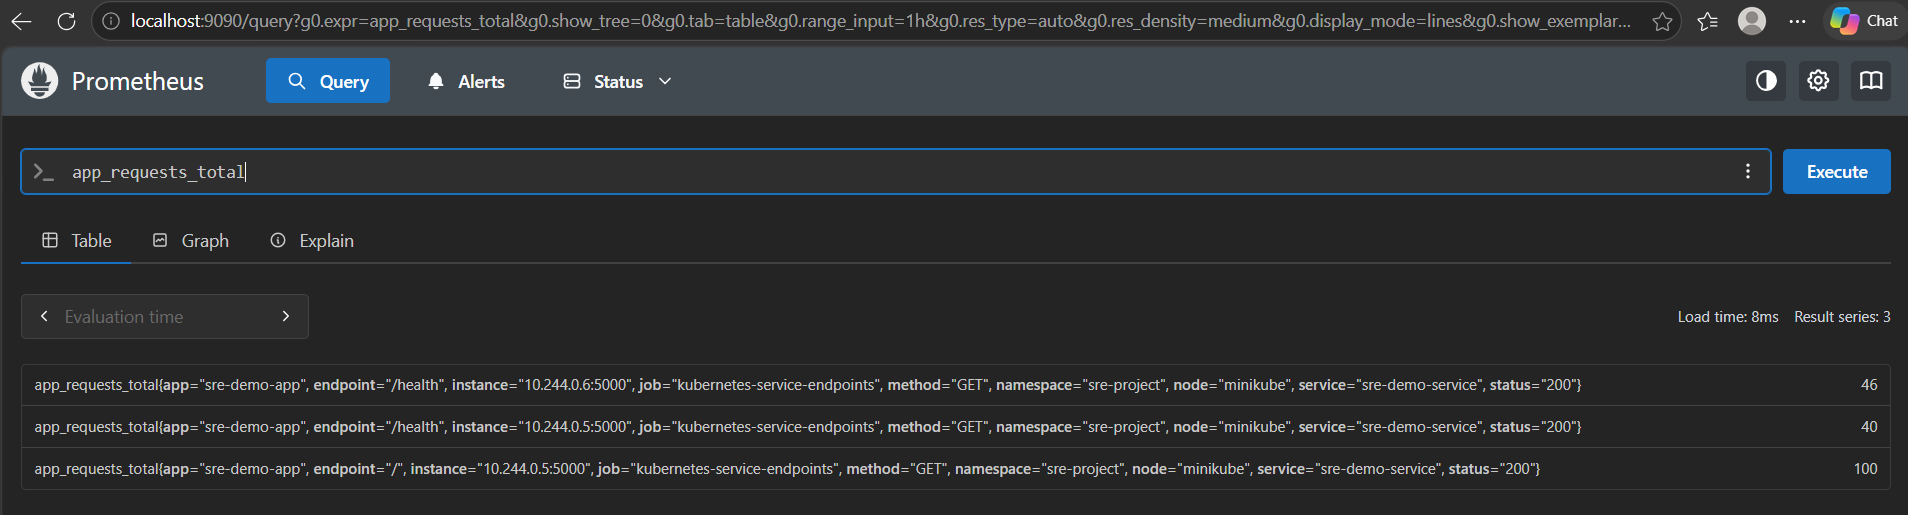 localhost:9090/query?g0.expr=app_requests_total&g0.show_tree=0&g0.tab=table&g0.range_input=1h&g0.res_type=auto&g0.res_density=medium&g0.display_mode=lines&g0.show_exemplar... Chat
Prometheus Query Alerts Status
app_requests_total Execute
Table Graph Explain
Evaluation time Load time: 8ms Result series: 3
app_requests_total{app="sre-demo-app", endpoint="/health", instance="10.244.0.6:5000", job="kubernetes-service-endpoints", method="GET", namespace="sre-project", node="minikube", service="sre-demo-service", status="200"} 46
app_requests_total{app="sre-demo-app", endpoint="/health", instance="10.244.0.5:5000", job="kubernetes-service-endpoints", method="GET", namespace="sre-project", node="minikube", service="sre-demo-service", status="200"} 40
app_requests_total{app="sre-demo-app", endpoint="/", instance="10.244.0.5:5000", job="kubernetes-service-endpoints", method="GET", namespace="sre-project", node="minikube", service="sre-demo-service", status="200"} 100